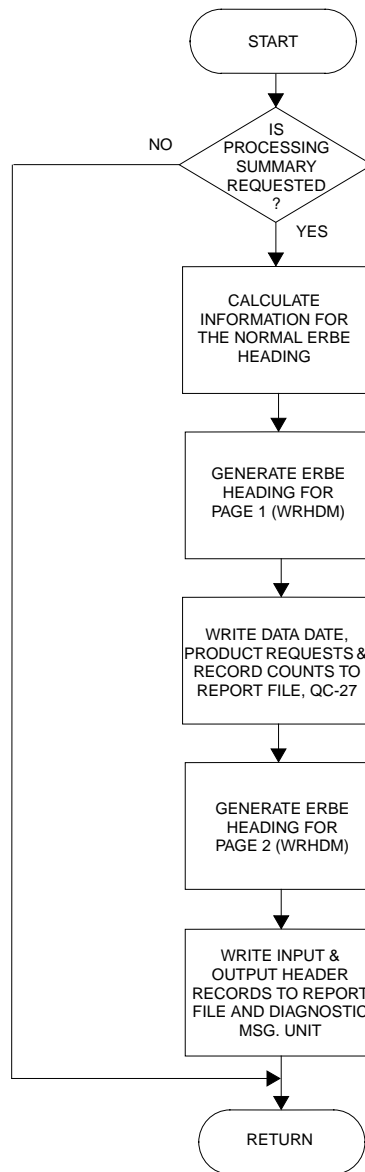 START
IS
PROCESSING
SUMMARY
REQUESTED
?
NO
YES
CALCULATE
INFORMATION FOR
THE NORMAL ERBE
HEADING
GENERATE ERBE
HEADING FOR
PAGE 1 (WRHDM)
WRITE DATA DATE,
PRODUCT REQUESTS &
RECORD COUNTS TO
REPORT FILE, QC-27
GENERATE ERBE
HEADING FOR
PAGE 2 (WRHDM)
WRITE INPUT &
OUTPUT HEADER
RECORDS TO REPORT
FILE AND DIAGNOSTIC
MSG. UNIT
RETURN